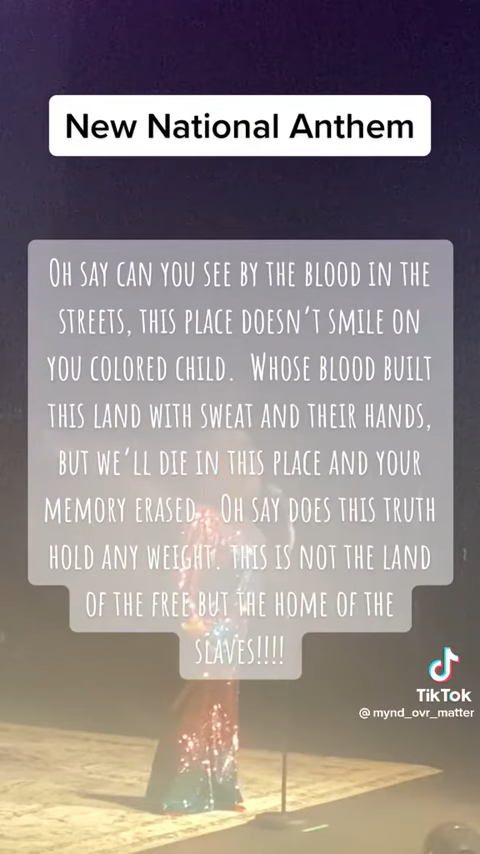 New National Anthem
OH SAY CAN YOU SEE BY THE BLOOD IN THE
STREETS, THIS PLACE DOESN'T SMILE ON
YOU COLORED CHILD. WHOSE BLOOD BUILT
THIS LAND WITH SWEAT AND THEIR HANDS,
BUT WE'LL DIE IN THIS PLACE AND YOUR
MEMORY ERASED. OH SAY DOES THIS TRUTH
HOLD ANY WEIGHT. THIS IS NOT THE LAND
OF THE FREE BUT THE HOME OF THE
SLAVES!!!!
TikTok
@mynd_ovr_matter